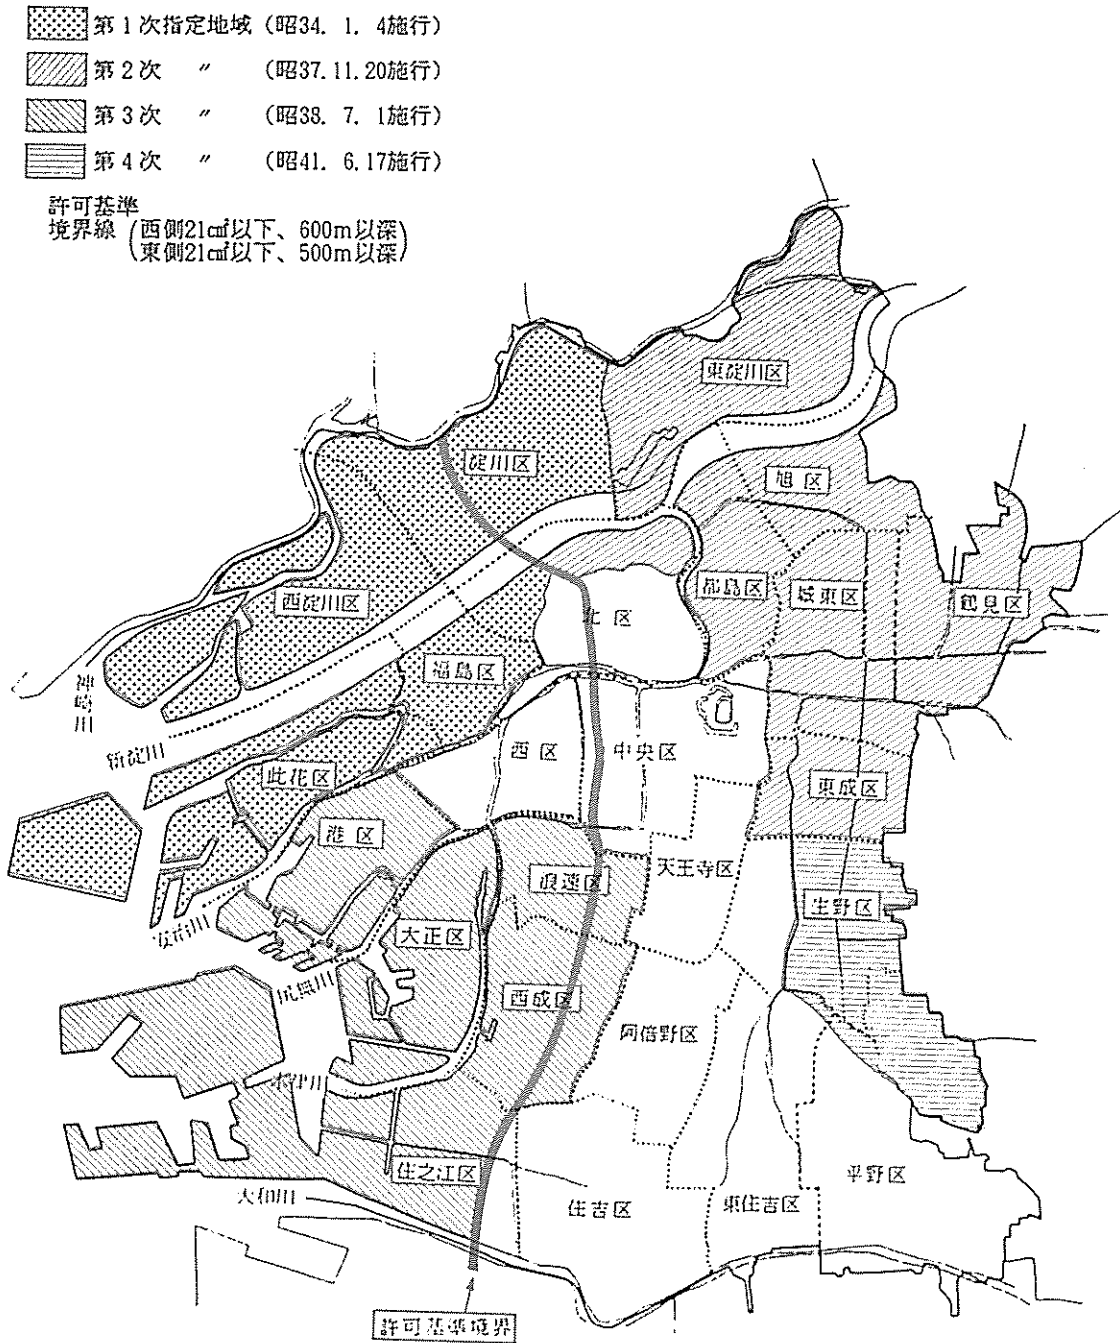 第1次指定地域 (昭34. 1. 4施行)
第2次 〃 (昭37.11.20施行)
第3次 〃 (昭38. 7. 1施行)
第4次 〃 (昭41. 6.17施行)
許可基準
境界線
(西側21c㎡以下、600m以深)
(東側21c㎡以下、500m以深)
東淀川区
淀川区
旭区
西淀川区
都島区
城東区
鶴見区
北区
福島区
神崎川
新淀川
西区
中央区
此花区
東成区
港区
天王寺区
浪速区
生野区
安治川
大正区
尻無川
西成区
阿倍野区
木津川
住之江区
大和川
住吉区
東住吉区
平野区
許可基準境界